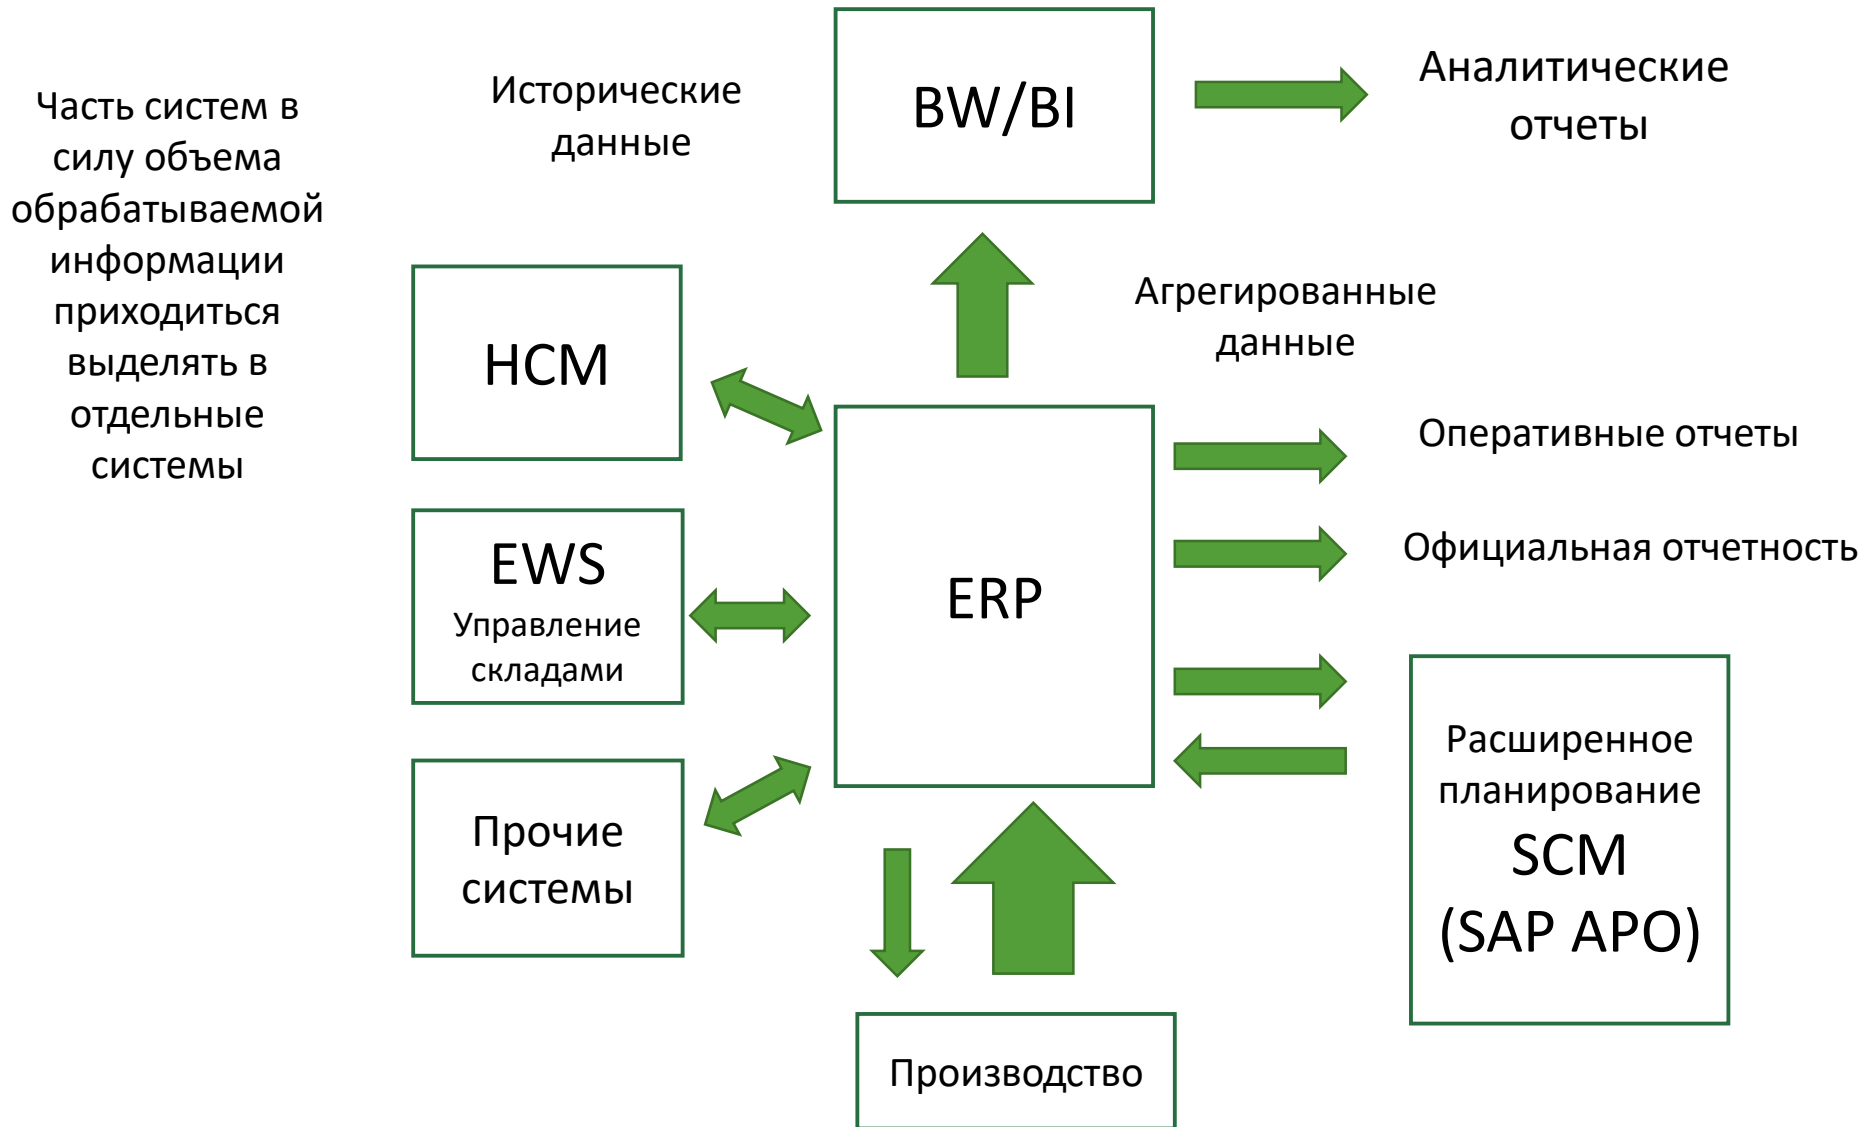 Часть систем в
силу объема
обрабатываемой
информации
приходиться
выделять в
отдельные
системы
Исторические
данные
BW/BI
Аналитические
отчеты
HCM
Агрегированные
данные
EWS
Управление
складами
ERP
Оперативные отчеты
Официальная отчетность
Прочие
системы
Расширенное
планирование
SCM
(SAP APO)
Производство